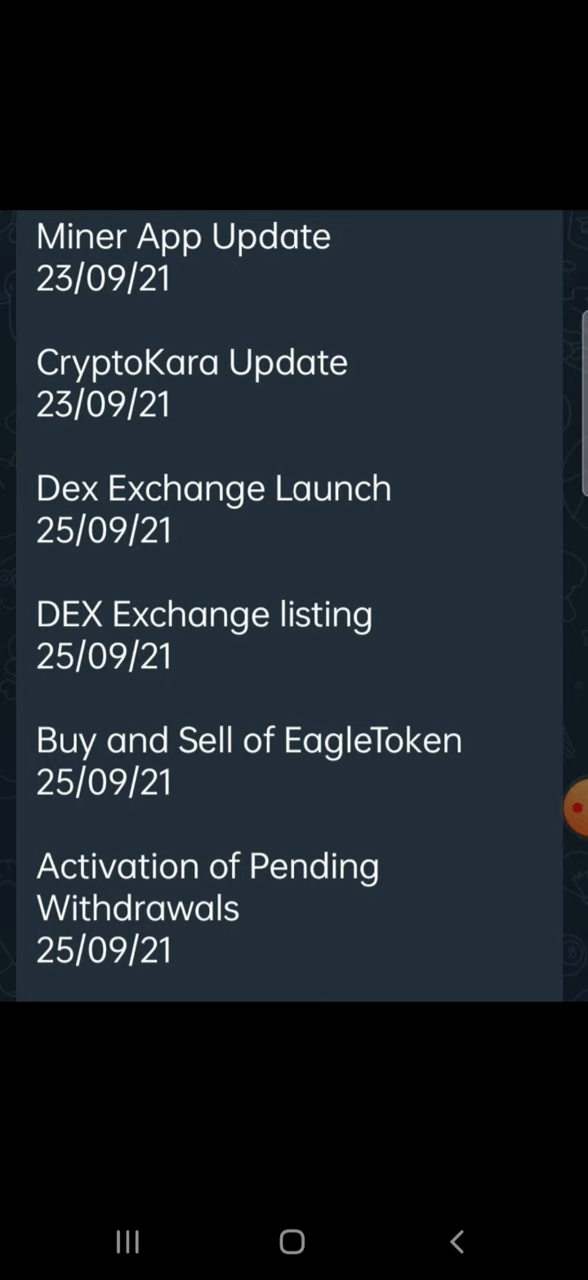 Miner App Update
23/09/21
CryptoKara Update
23/09/21
Dex Exchange Launch
25/09/21
DEX Exchange listing
25/09/21
Buy and Sell of EagleToken
25/09/21
Activation of Pending
Withdrawals
25/09/21